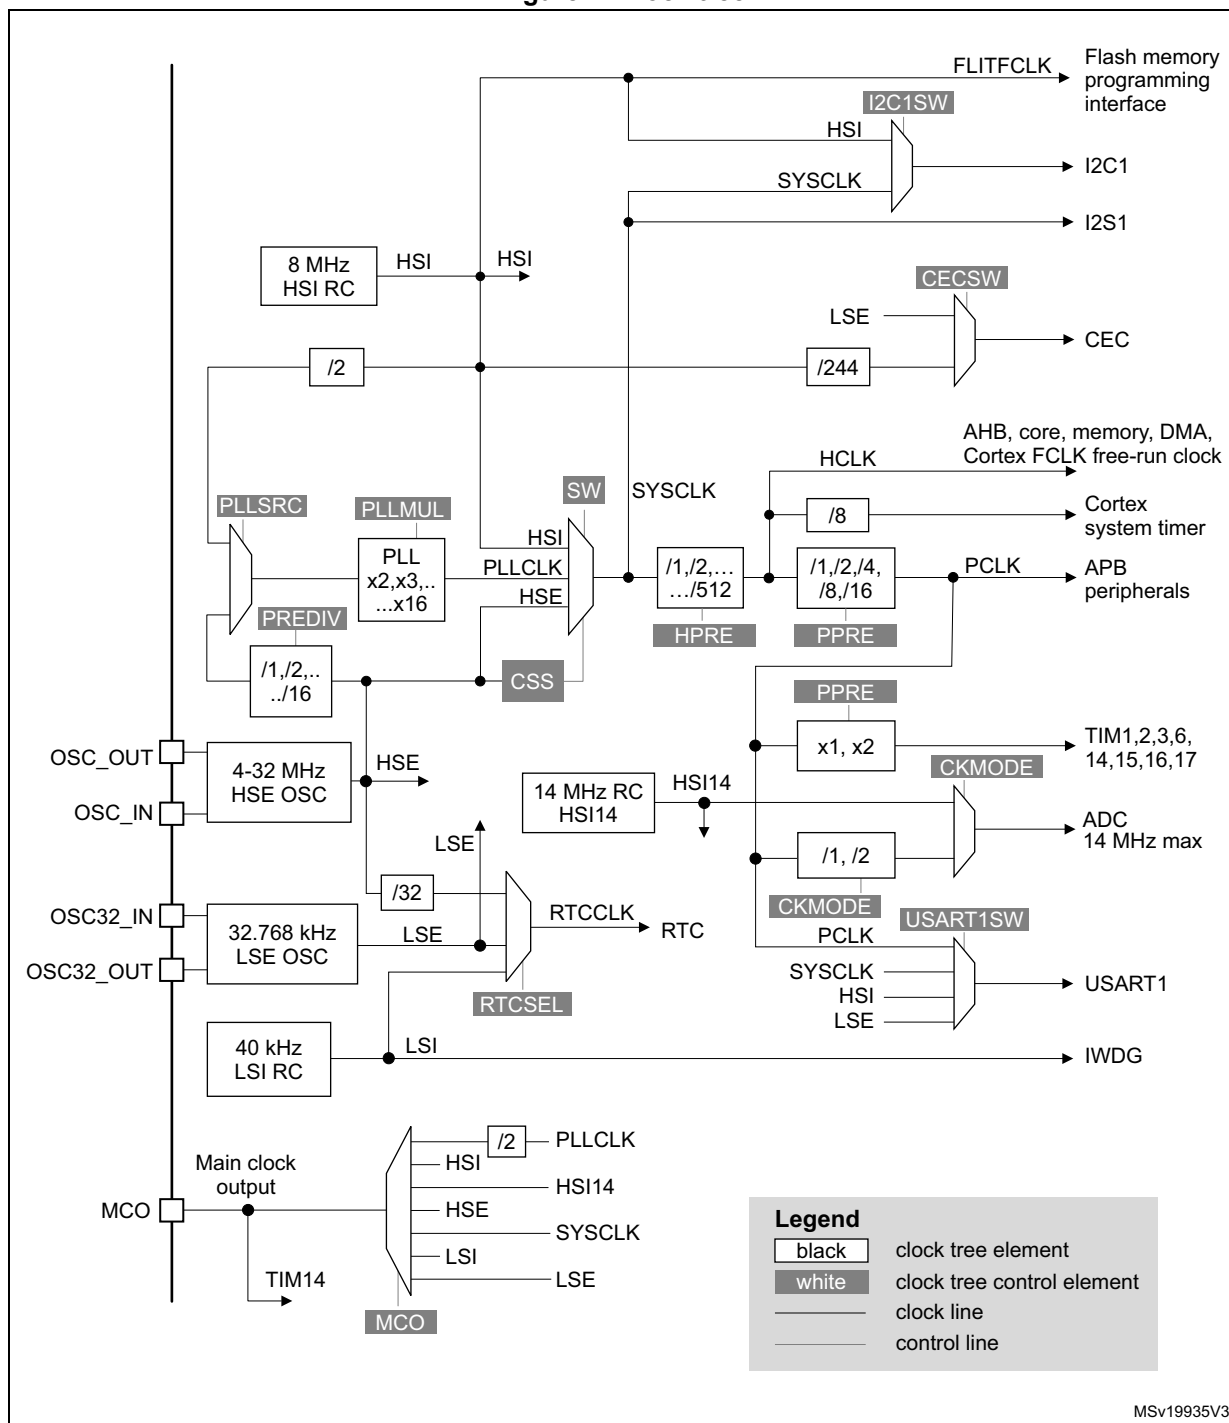 FLITFCLK
Flash memory
programming
interface
I2C1SW
HSI
SYSCLK
I2C1
I2S1
8 MHz
HSI RC
HSI
HSI
CECSW
LSE
CEC
/2
/244
AHB, core, memory, DMA,
Cortex FCLK free-run clock
HCLK
PLLSRC
PLLMUL
SW
SYSCLK
/8
Cortex
system timer
PLL
x2,x3,..
...x16
HSI
PLLCLK
HSE
/1,/2,…
…/512
/1,/2,/4,
/8,/16
PCLK
APB
peripherals
PREDIV
HPRE
PPRE
/1,/2,..
../16
CSS
PPRE
OSC_OUT
OSC_IN
4-32 MHz
HSE OSC
HSE
x1, x2
TIM1,2,3,6,
14,15,16,17
14 MHz RC
HSI14
HSI14
CKMODE
ADC
14 MHz max
LSE
/1, /2
CKMODE
/32
OSC32_IN
OSC32_OUT
32.768 kHz
LSE OSC
LSE
RTCCLK
RTC
RTCSEL
USART1SW
PCLK
SYSCLK
HSI
LSE
USART1
40 kHz
LSI RC
LSI
IWDG
Main clock
output
MCO
TIM14
/2
PLLCLK
HSI
HSI14
HSE
SYSCLK
LSI
LSE
MCO
Legend
black
clock tree element
white
clock tree control element
clock line
control line
MSv19935V3